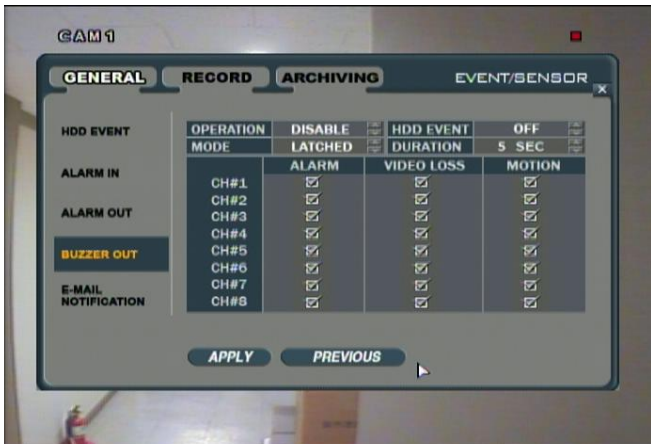 CAM1
GENERAL RECORD ARCHIVING EVENT/SENSOR
HDD EVENT
ALARM IN
ALARM OUT
BUZZER OUT
E-MAIL
NOTIFICATION
OPERATION DISABLE HDD EVENT OFF
MODE LATCHED DURATION 5 SEC
ALARM VIDEO LOSS MOTION
CH#1
CH#2
CH#3
CH#4
CH#5
CH#6
CH#7
CH#8
APPLY PREVIOUS